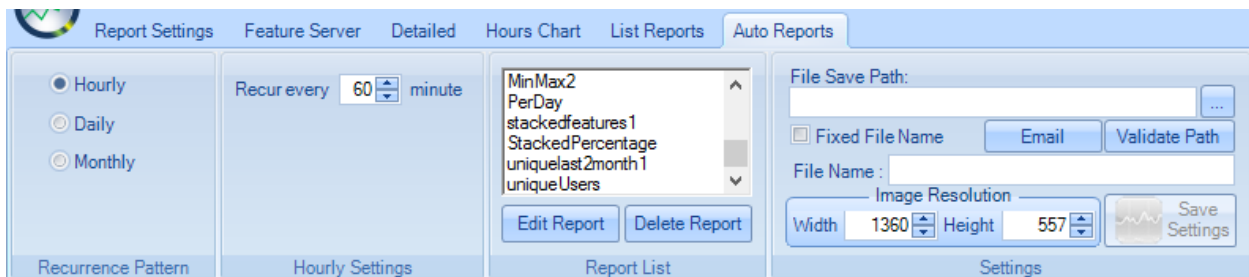 Report Settings Feature Server Detailed Hours Chart List Reports Auto Reports
Hourly
Daily
Monthly
Recurrence Pattern
Recur every 60 minute
Hourly Settings
MinMax2
PerDay
stackedfeatures1
StackedPercentage
uniquelast2month1
uniqueUsers
Edit Report Delete Report
Report List
File Save Path:
...
Fixed File Name Email Validate Path
File Name :
Image Resolution
Width 1360 Height 557
Save
Settings
Settings